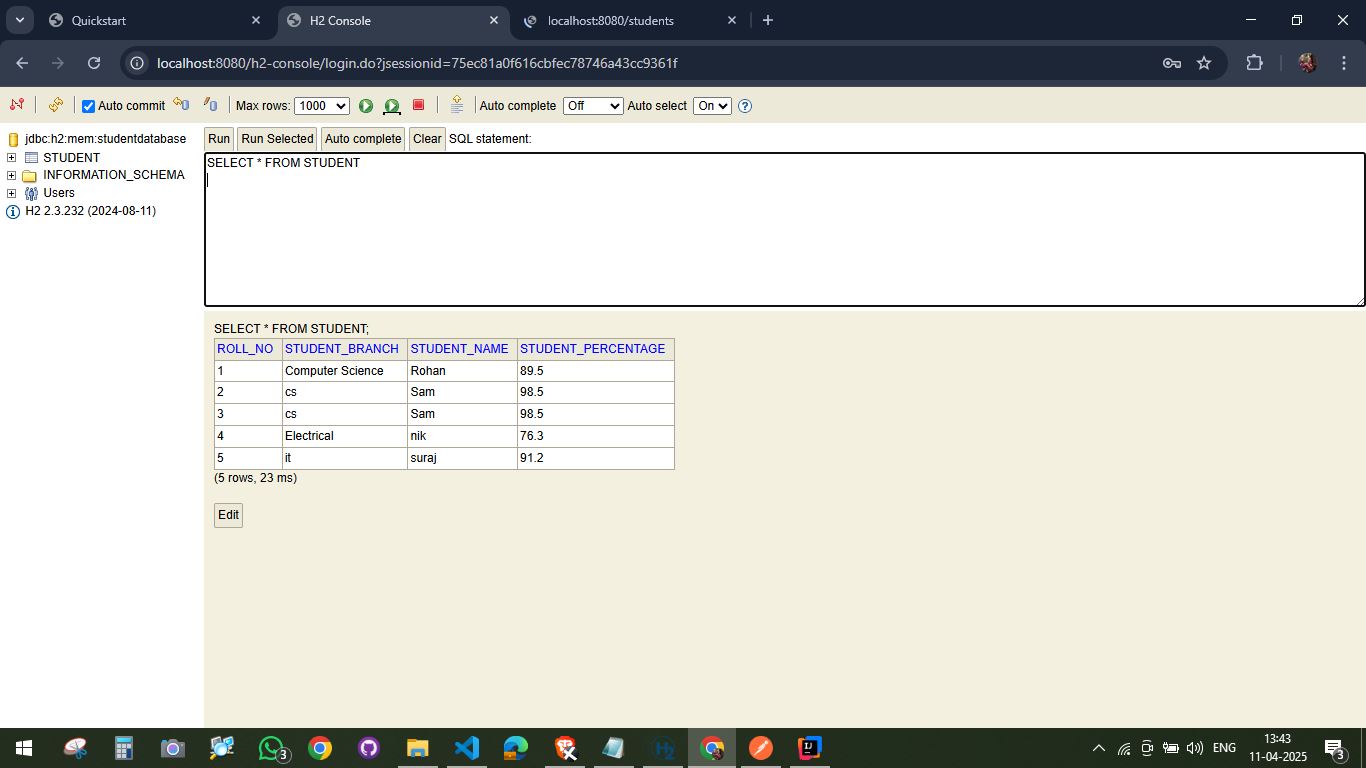 Quickstart H2 Console localhost:8080/students
localhost:8080/h2-console/login.do?jsessionid=75ec81a0f616cbfec78746a43cc9361f
Auto commit Max rows: 1000 Auto complete Off Auto select On
jdbc:h2:mem:studentdatabase
STUDENT
INFORMATION_SCHEMA
Users
H2 2.3.232 (2024-08-11)
Run Run Selected Auto complete Clear SQL statement:
SELECT * FROM STUDENT
SELECT * FROM STUDENT;
ROLL_NO STUDENT_BRANCH STUDENT_NAME STUDENT_PERCENTAGE
1 Computer Science Rohan 89.5
2 cs Sam 98.5
3 cs Sam 98.5
4 Electrical nik 76.3
5 it suraj 91.2
(5 rows, 23 ms)
Edit
3 H2 IJ ENG 13:43
11-04-2025 3